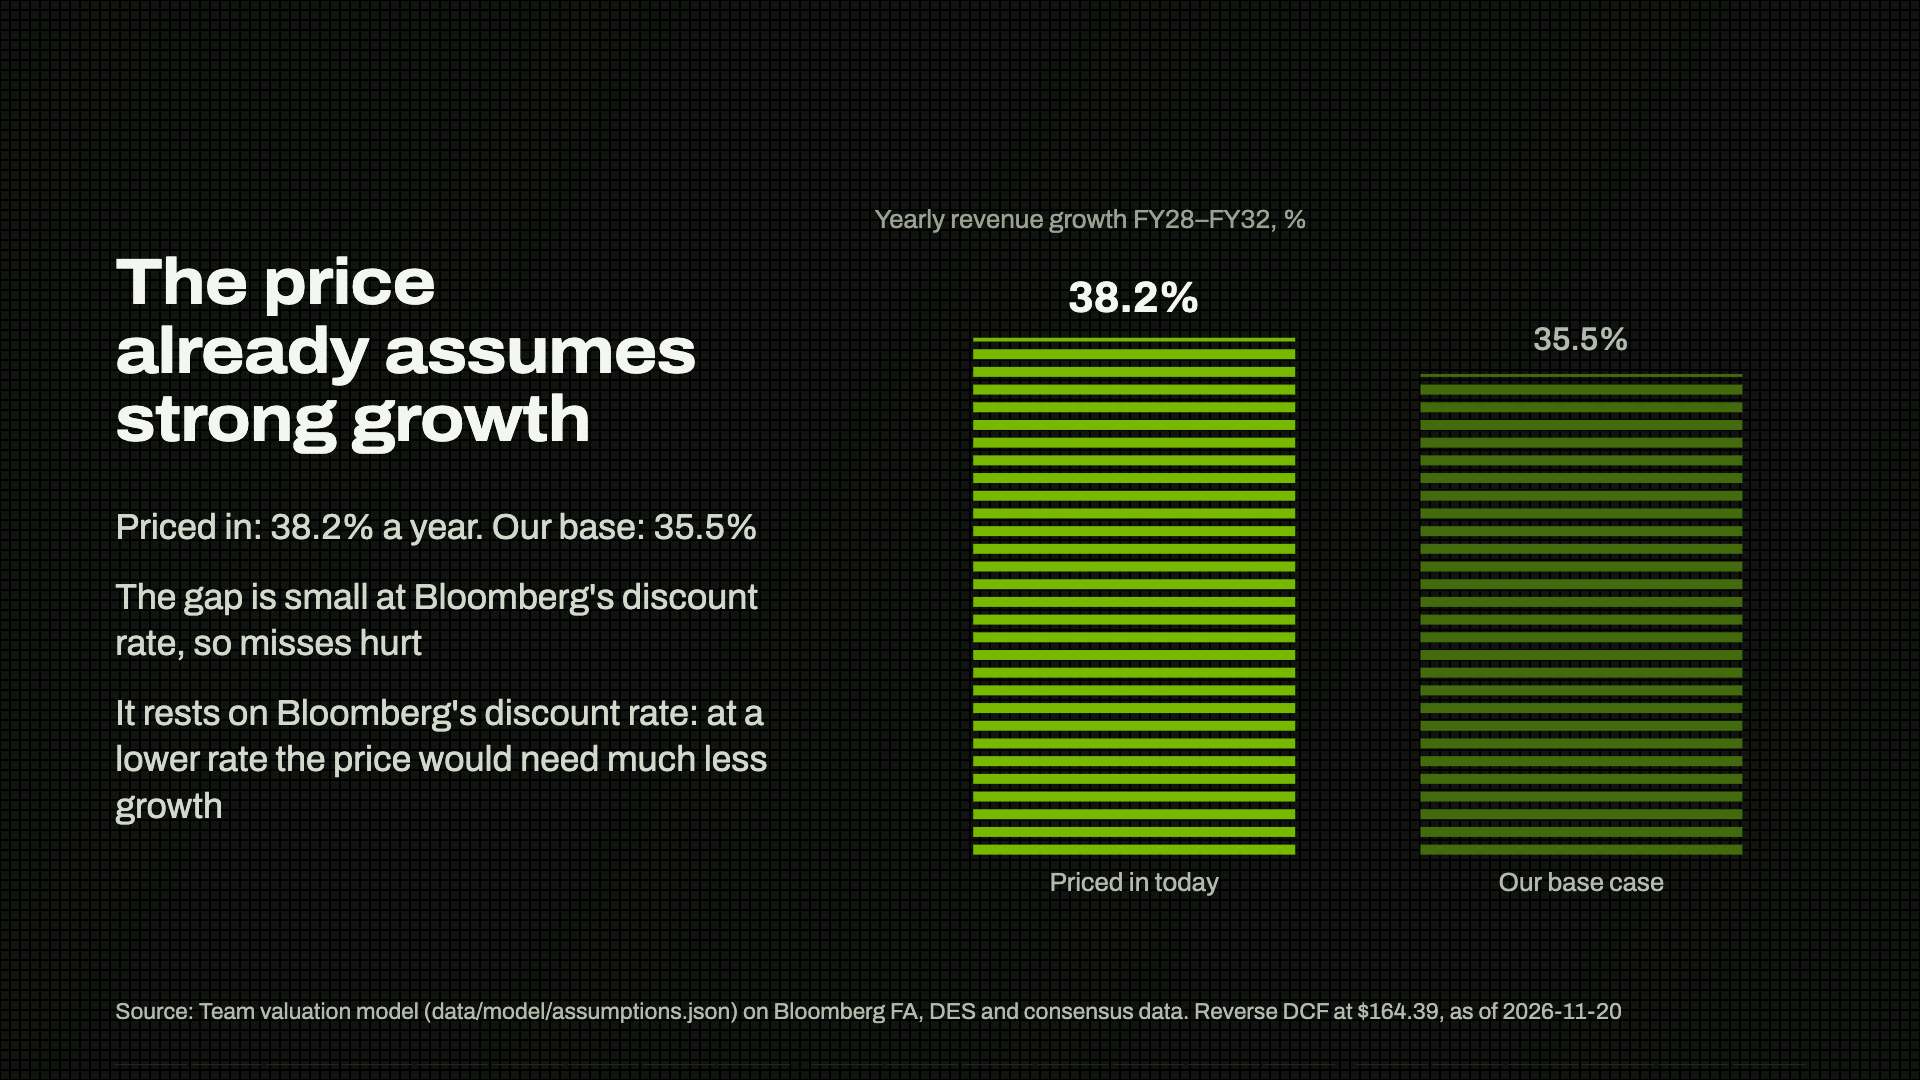 The price
already assumes
strong growth
Priced in: 38.2% a year. Our base: 35.5%
The gap is small at Bloomberg's discount
rate, so misses hurt
It rests on Bloomberg's discount rate: at a
lower rate the price would need much less
growth
Yearly revenue growth FY28–FY32, %
38.2%
35.5%
Priced in today
Our base case
Source: Team valuation model (data/model/assumptions.json) on Bloomberg FA, DES and consensus data. Reverse DCF at $164.39, as of 2026-11-20